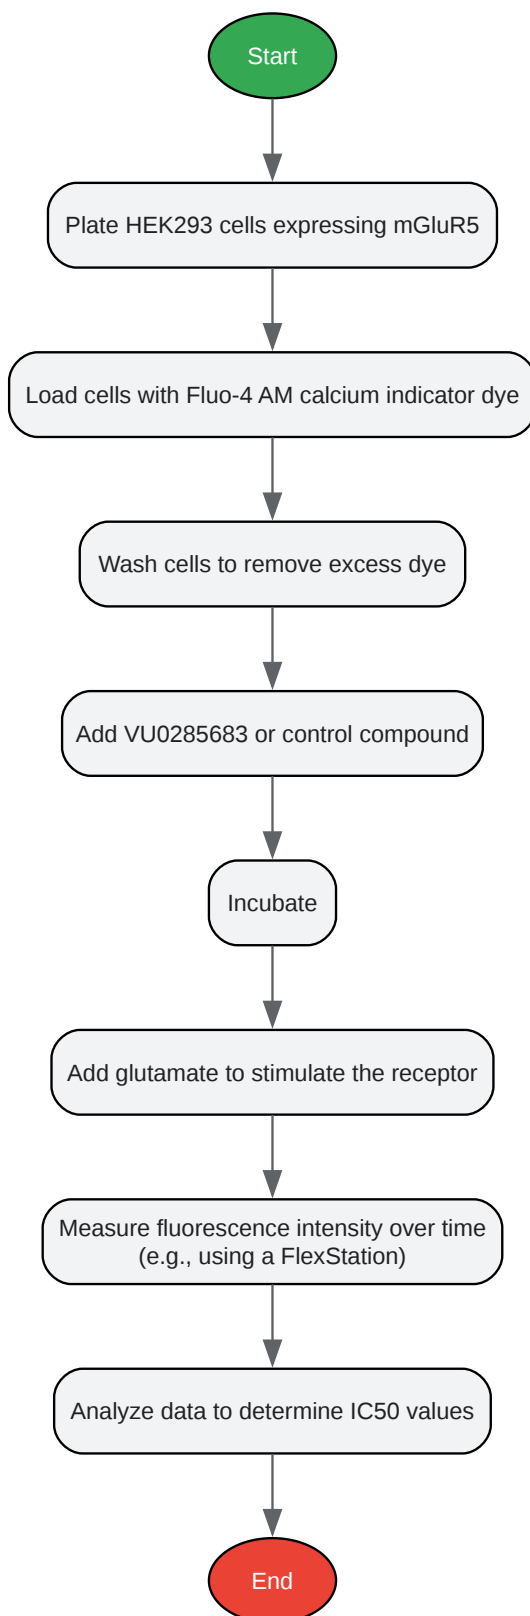 Start
Plate HEK293 cells expressing mGluR5
Load cells with Fluo-4 AM calcium indicator dye
Wash cells to remove excess dye
Add VU0285683 or control compound
Incubate
Add glutamate to stimulate the receptor
Measure fluorescence intensity over time
(e.g., using a FlexStation)
Analyze data to determine IC50 values
End